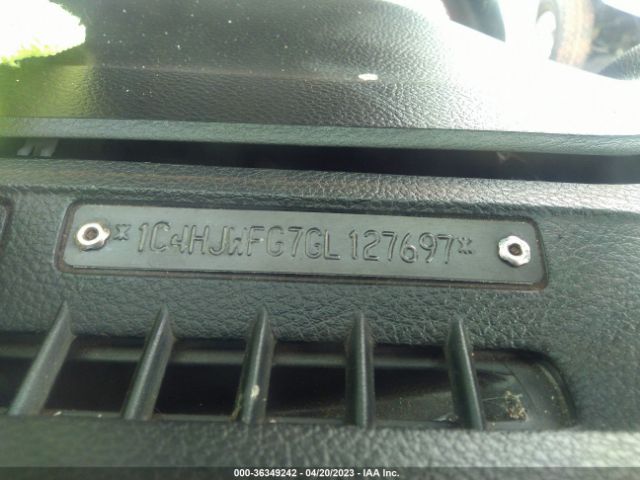 *1C4HJWFG7GL127697*
000-36349242 - 04/20/2023 - IAA Inc.